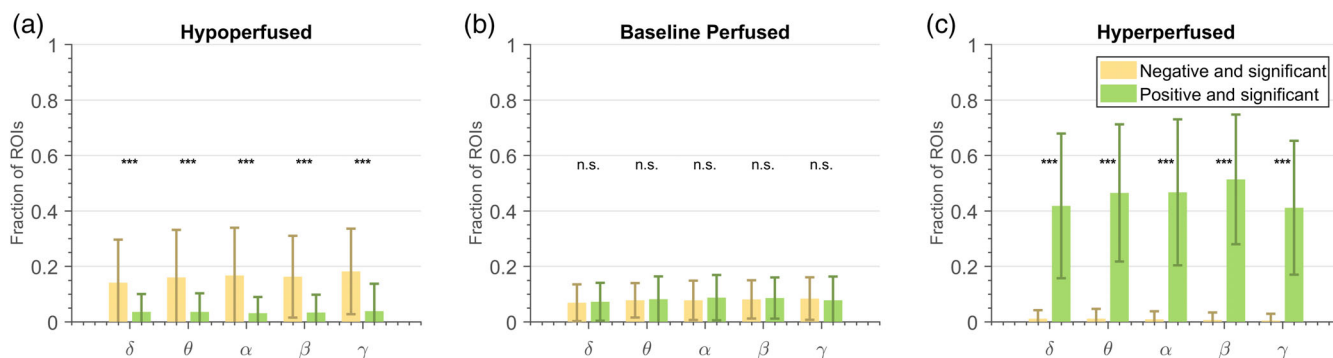 (a)
Hypoperfused
Fraction of ROIs
1
0.8
0.6
0.4
0.2
0
*** *** *** *** ***
δ θ α β γ
(b)
Baseline Perfused
Fraction of ROIs
1
0.8
0.6
0.4
0.2
0
n.s. n.s. n.s. n.s. n.s.
δ θ α β γ
(c)
Hyperperfused
Fraction of ROIs
1
0.8
0.6
0.4
0.2
0
Negative and significant
Positive and significant
*** *** *** *** ***
δ θ α β γ